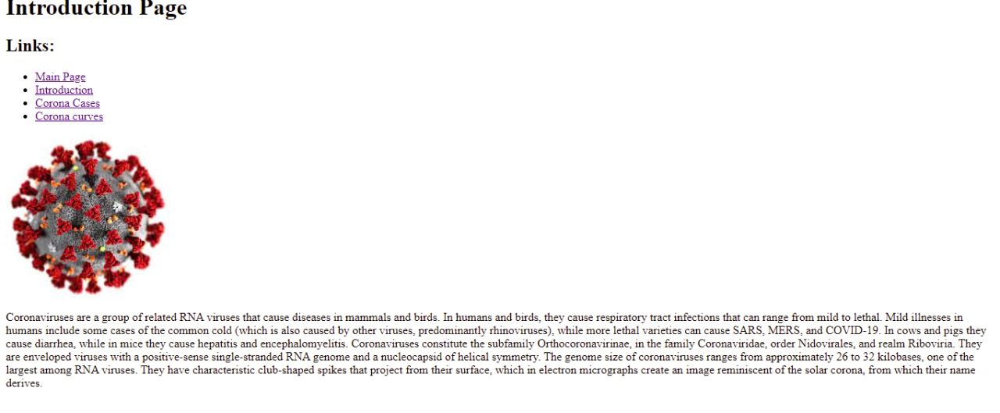 Introduction Page
Links:
Main Page
Introduction
Corona Cases
Corona curves
Coronaviruses are a group of related RNA viruses that cause diseases in mammals and birds. In humans and birds, they cause respiratory tract infections that can range from mild to lethal. Mild illnesses in
humans include some cases of the common cold (which is also caused by other viruses, predominantly rhinoviruses), while more lethal varieties can cause SARS, MERS, and COVID-19. In cows and pigs they
cause diarrhea, while in mice they cause hepatitis and encephalomyelitis. Coronaviruses constitute the subfamily Orthocoronavirinae, in the family Coronaviridae, order Nidovirales, and realm Riboviria. They
are enveloped viruses with a positive-sense single-stranded RNA genome and a nucleocapsid of helical symmetry. The genome size of coronaviruses ranges from approximately 26 to 32 kilobases, one of the
largest among RNA viruses. They have characteristic club-shaped spikes that project from their surface, which in electron micrographs create an image reminiscent of the solar corona, from which their name
derives.